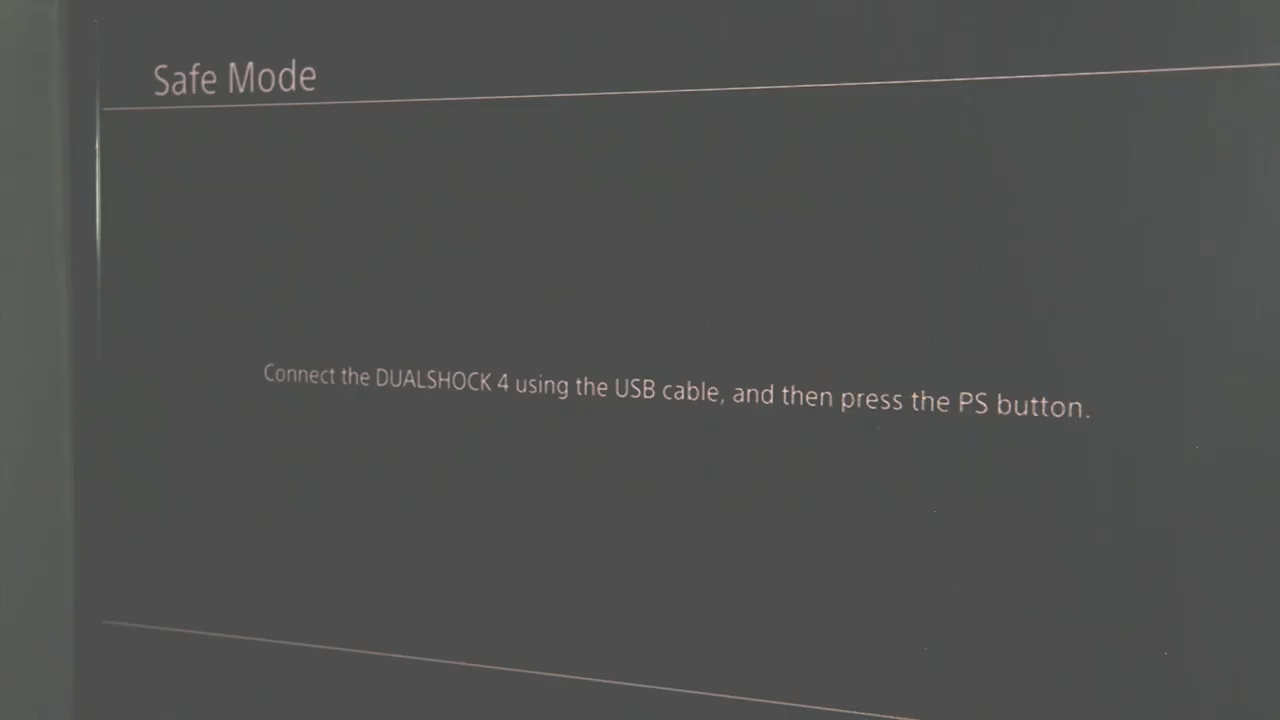 Safe Mode
Connect the DUALSHOCK 4 using the USB cable, and then press the PS button.